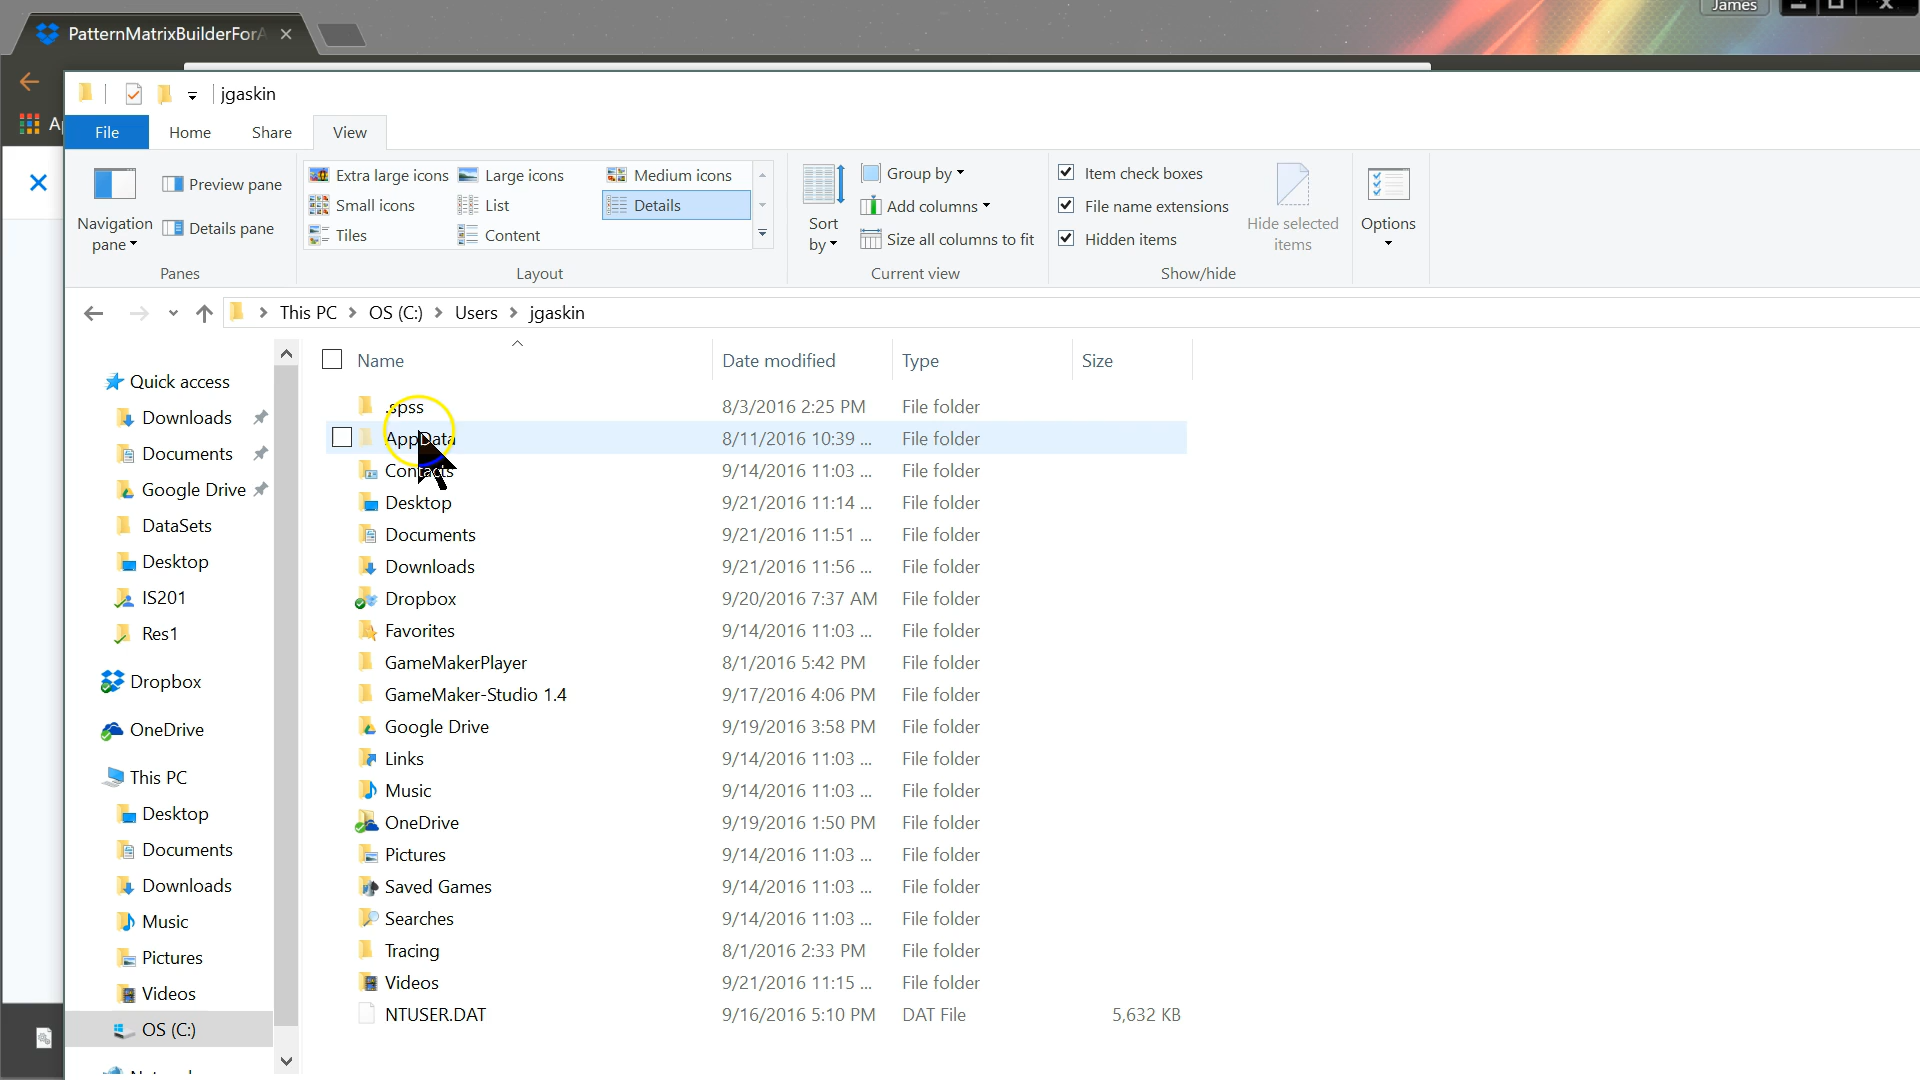 James
PatternMatrixBuilderForA
jgaskin
File Home Share View
Extra large icons Large icons Medium icons
Small icons List Details
Tiles Content
Navigation pane
Preview pane
Details pane
Panes
Layout
Sort by
Group by
Add columns
Size all columns to fit
Current view
Item check boxes
File name extensions
Hidden items
Hide selected items
Show/hide
Options
This PC > OS (C:) > Users > jgaskin
Quick access
Downloads
Documents
Google Drive
DataSets
Desktop
IS201
Res1
Dropbox
OneDrive
This PC
Desktop
Documents
Downloads
Music
Pictures
Videos
OS (C:)
Name Date modified Type Size
.spss 8/3/2016 2:25 PM File folder
AppData 8/11/2016 10:39 ... File folder
Contacts 9/14/2016 11:03 ... File folder
Desktop 9/21/2016 11:14 ... File folder
Documents 9/21/2016 11:51 ... File folder
Downloads 9/21/2016 11:56 ... File folder
Dropbox 9/20/2016 7:37 AM File folder
Favorites 9/14/2016 11:03 ... File folder
GameMakerPlayer 8/1/2016 5:42 PM File folder
GameMaker-Studio 1.4 9/17/2016 4:06 PM File folder
Google Drive 9/19/2016 3:58 PM File folder
Links 9/14/2016 11:03 ... File folder
Music 9/14/2016 11:03 ... File folder
OneDrive 9/19/2016 1:50 PM File folder
Pictures 9/14/2016 11:03 ... File folder
Saved Games 9/14/2016 11:03 ... File folder
Searches 9/14/2016 11:03 ... File folder
Tracing 8/1/2016 2:33 PM File folder
Videos 9/21/2016 11:15 ... File folder
NTUSER.DAT 9/16/2016 5:10 PM DAT File 5,632 KB